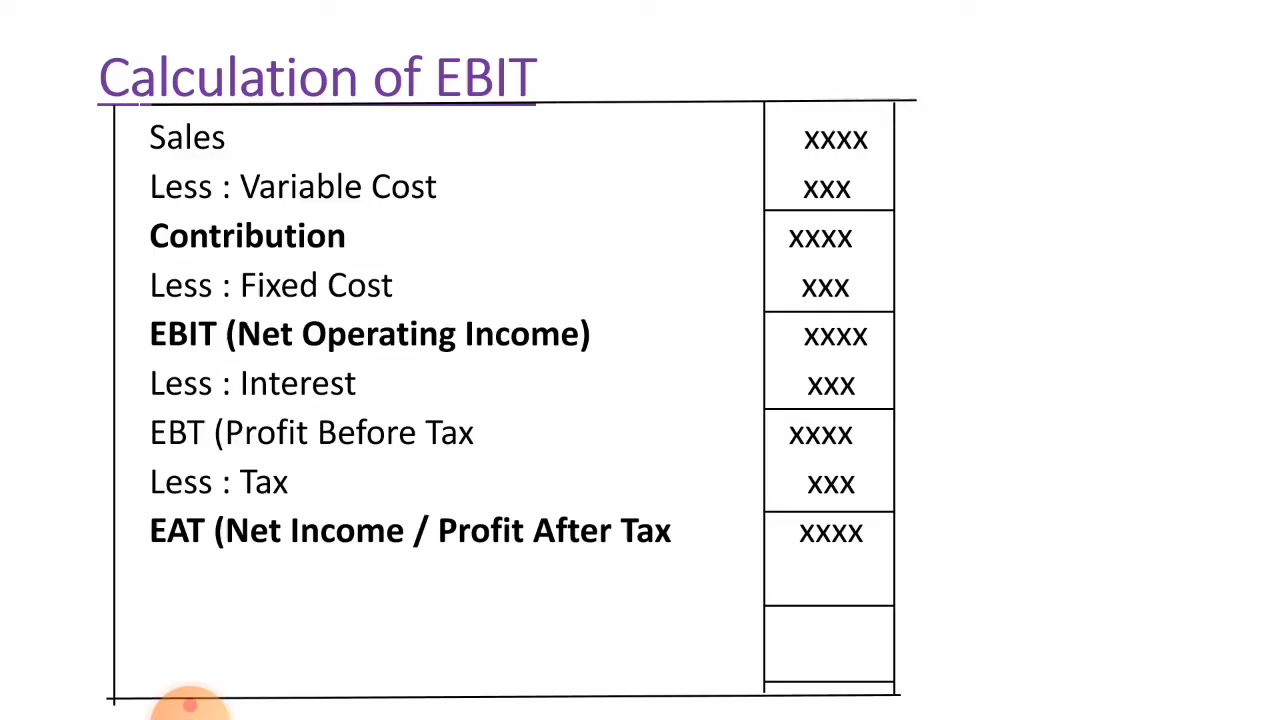 Calculation of EBIT
Sales xxxx
Less : Variable Cost xxx
Contribution xxxx
Less : Fixed Cost xxx
EBIT (Net Operating Income) xxxx
Less : Interest xxx
EBT (Profit Before Tax xxxx
Less : Tax xxx
EAT (Net Income / Profit After Tax xxxx